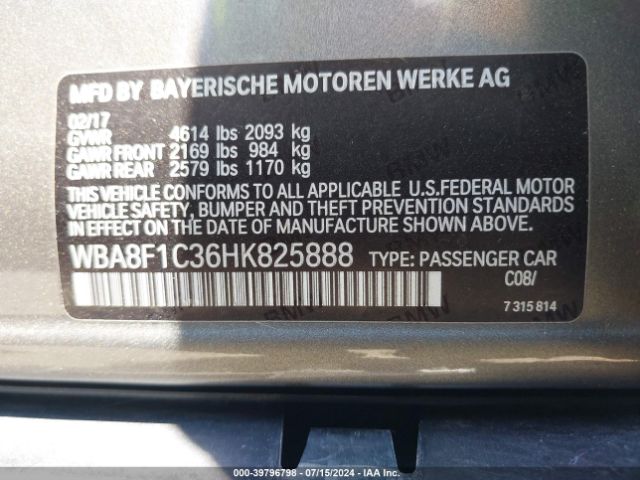 MFD BY BAYERISCHE MOTOREN WERKE AG
02/17
GVWR 4614 lbs 2093 kg
GAWR FRONT 2169 lbs 984 kg
GAWR REAR 2579 lbs 1170 kg
THIS VEHICLE CONFORMS TO ALL APPLICABLE U.S.FEDERAL MOTOR
VEHICLE SAFETY, BUMPER AND THEFT PREVENTION STANDARDS
IN EFFECT ON THE DATE OF MANUFACTURE SHOWN ABOVE.
WBA8F1C36HK825888 TYPE: PASSENGER CAR
C08/
7 315 814
000-39796798 - 07/15/2024 - IAA Inc.